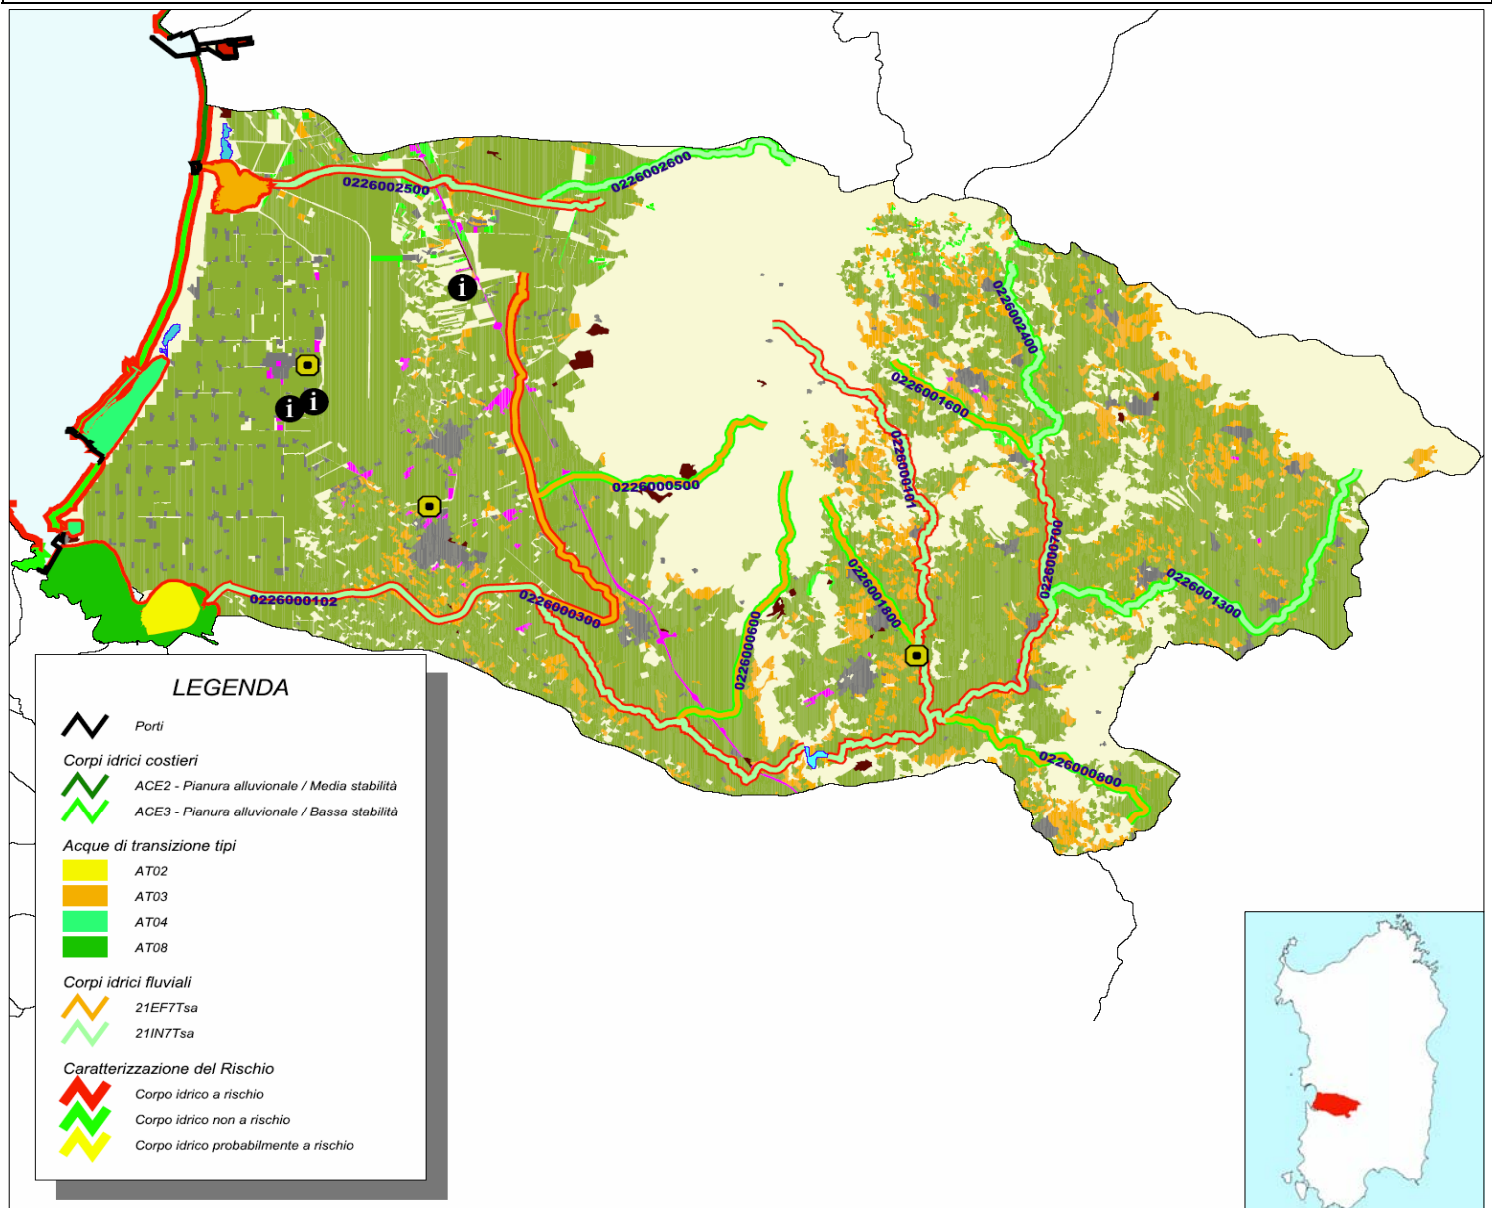 0226002500
0226002600
0226002400
0226001600
0226000101
0226000500
0226000700
0226001800
0226001300
0226000102
0226000300
0226000600
0226000800
i
i
i
LEGENDA
Porti
Corpi idrici costieri
ACE2 - Pianura alluvionale / Media stabilità
ACE3 - Pianura alluvionale / Bassa stabilità
Acque di transizione tipi
AT02
AT03
AT04
AT08
Corpi idrici fluviali
21EF7Tsa
21IN7Tsa
Caratterizzazione del Rischio
Corpo idrico a rischio
Corpo idrico non a rischio
Corpo idrico probabilmente a rischio